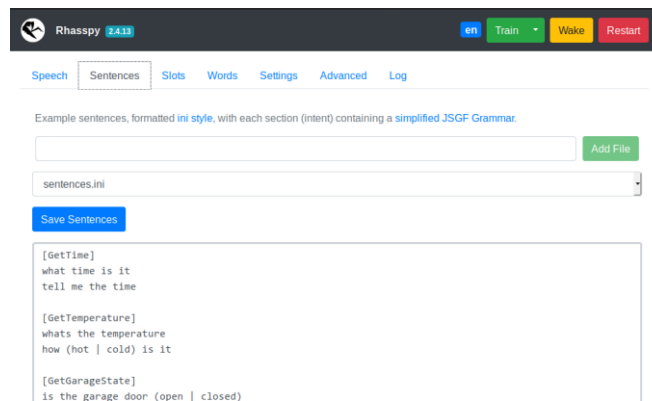 Rhasspy 2.4.13 en Train Wake Restart
Speech Sentences Slots Words Settings Advanced Log
Example sentences, formatted ini style, with each section (intent) containing a simplified JSGF Grammar.
Add File
sentences.ini
Save Sentences
[GetTime]
what time is it
tell me the time
[GetTemperature]
whats the temperature
how (hot | cold) is it
[GetGarageState]
is the garage door (open | closed)